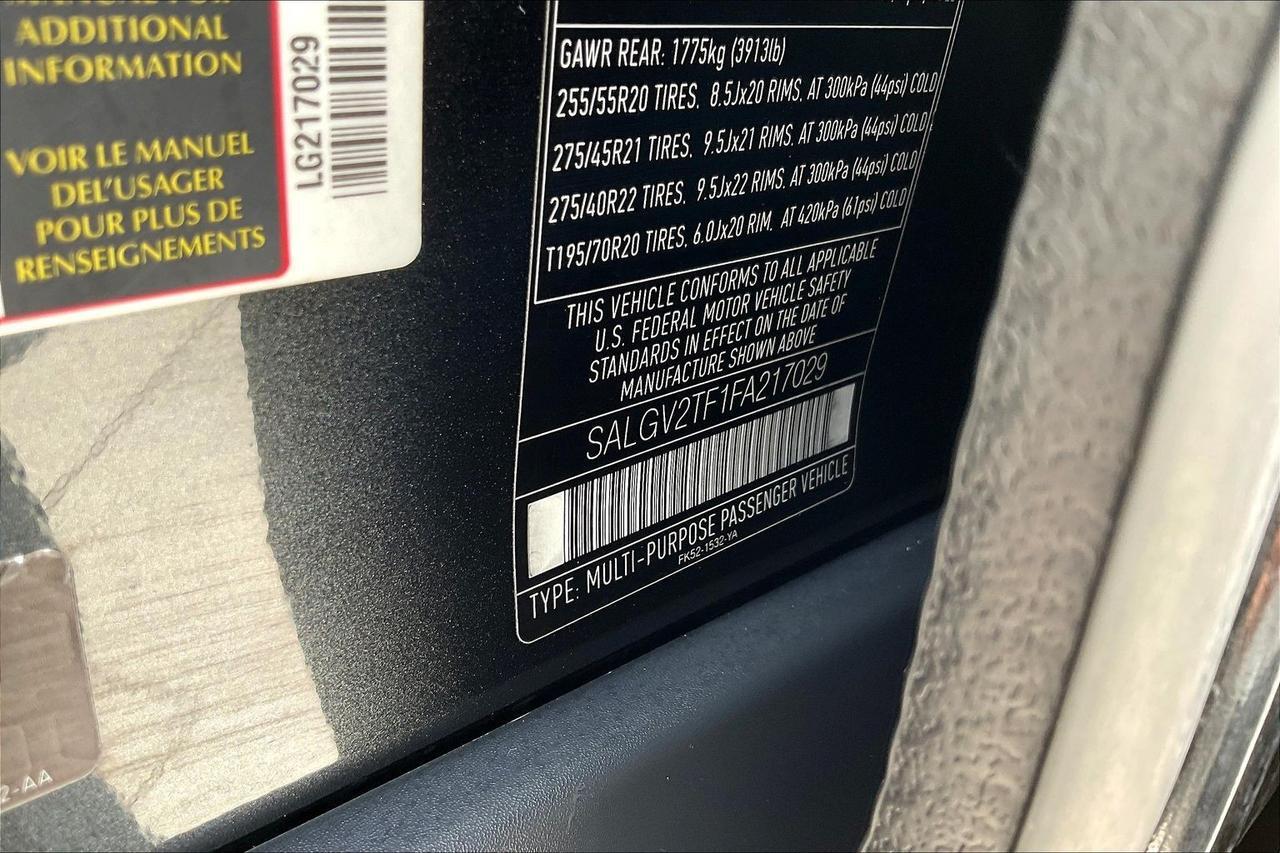 ADDITIONAL
INFORMATION
VOIR LE MANUEL
DEL'USAGER
POUR PLUS DE
RENSEIGNEMENTS
LG217029
GAWR REAR: 1775kg (3913lb)
255/55R20 TIRES, 8.5Jx20 RIMS, AT 300kPa (44psi) COLD
275/45R21 TIRES, 9.5Jx21 RIMS, AT 300kPa (44psi) COLD
275/40R22 TIRES, 9.5Jx22 RIMS, AT 300kPa (44psi) COLD
T195/70R20 TIRES, 6.0Jx20 RIM, AT 420kPa (61psi) COLD
THIS VEHICLE CONFORMS TO ALL APPLICABLE
U.S. FEDERAL MOTOR VEHICLE SAFETY
STANDARDS IN EFFECT ON THE DATE OF
MANUFACTURE SHOWN ABOVE
SALGV2TF1FA217029
TYPE: MULTI-PURPOSE PASSENGER VEHICLE
FK52-1532-YA
2-AA